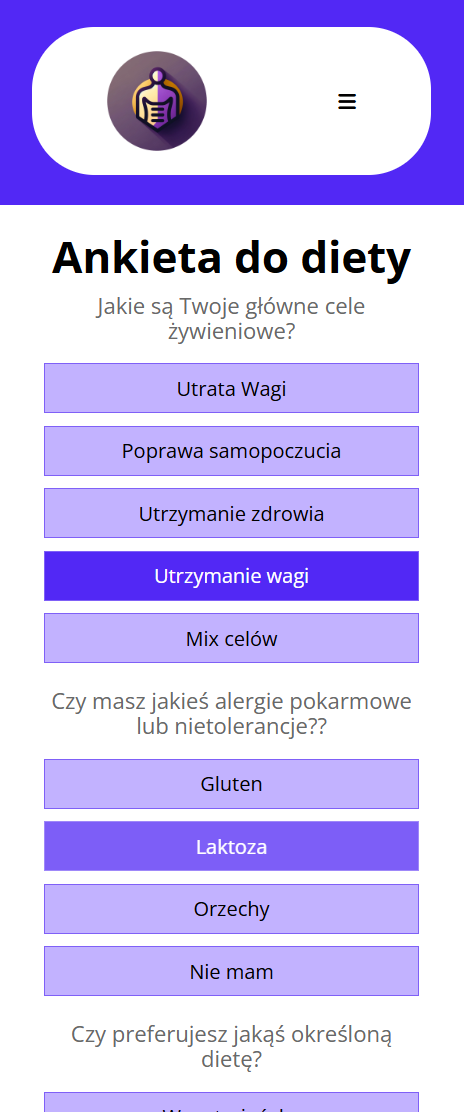 Ankieta do diety
Jakie są Twoje główne cele
żywieniowe?
Utrata Wagi
Poprawa samopoczucia
Utrzymanie zdrowia
Utrzymanie wagi
Mix celów
Czy masz jakieś alergie pokarmowe
lub nietolerancje??
Gluten
Laktoza
Orzechy
Nie mam
Czy preferujesz jakąś określoną
dietę?